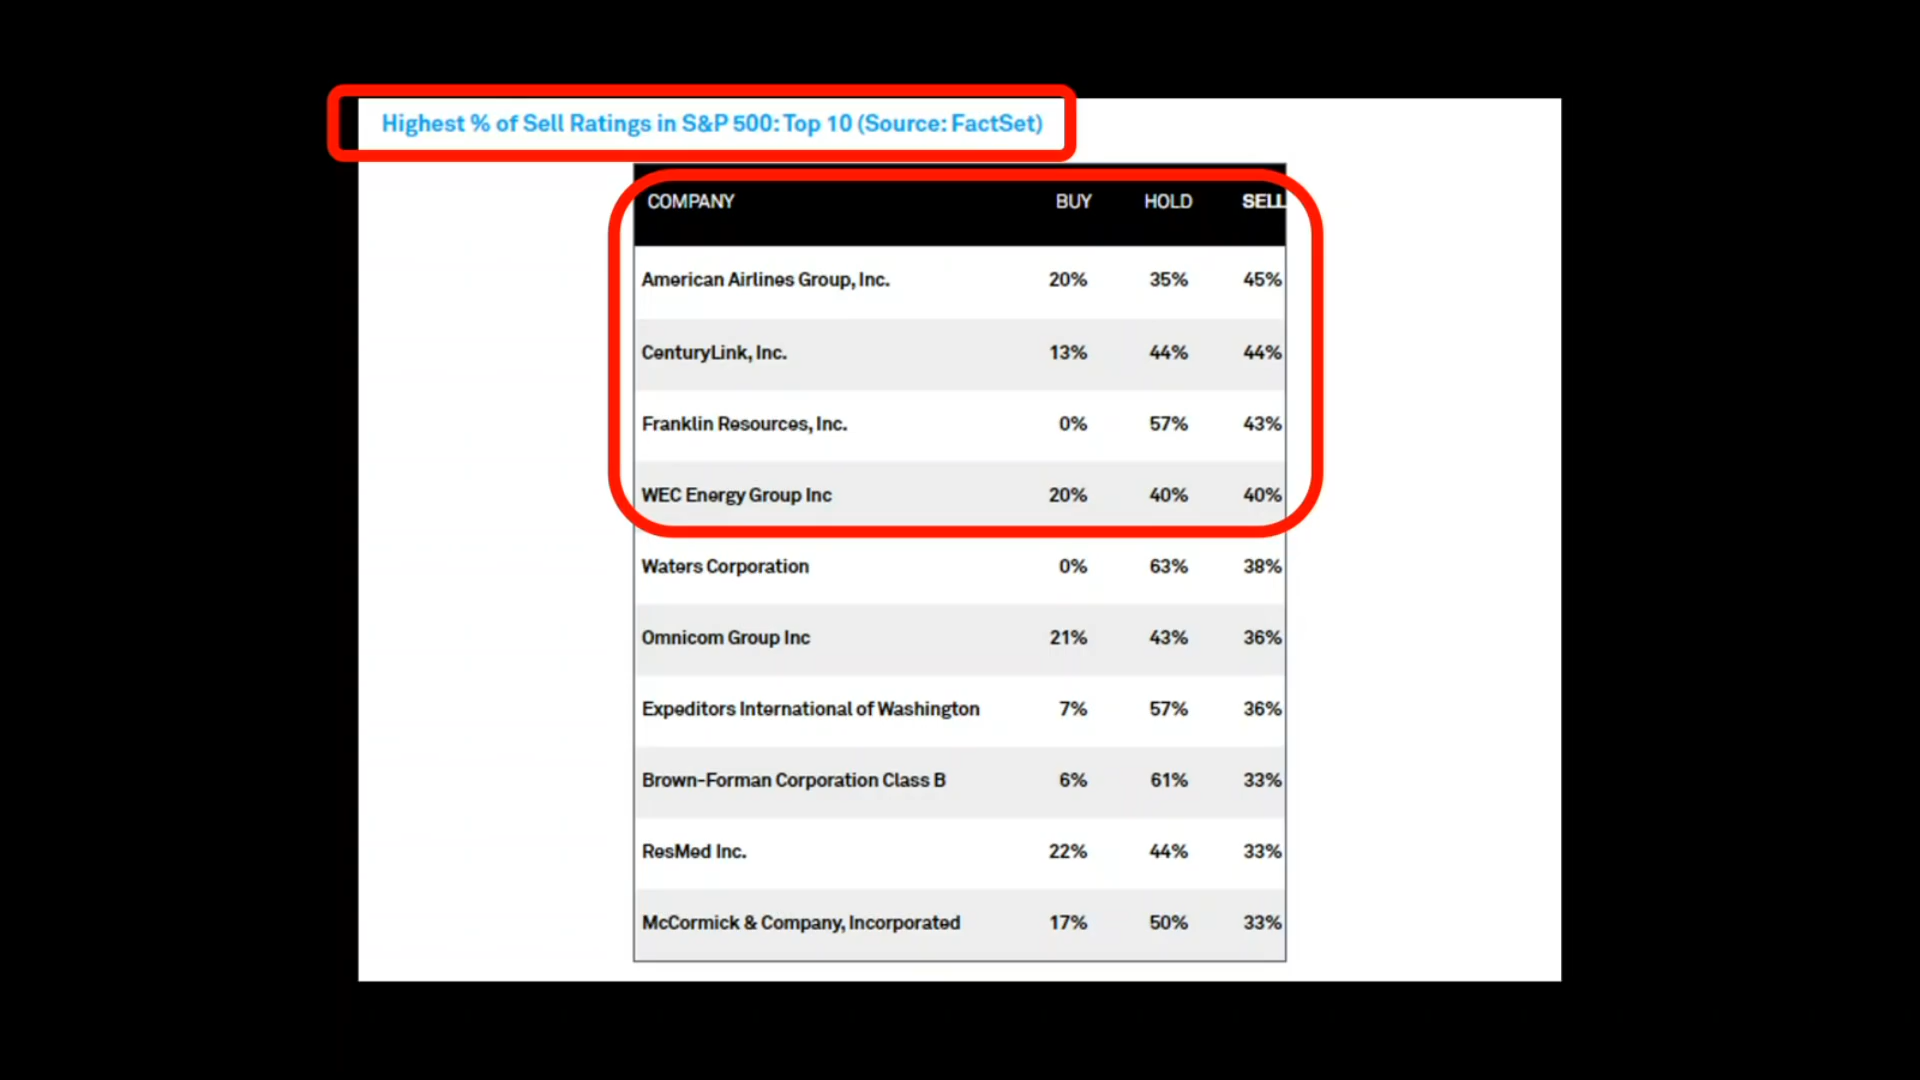 Highest % of Sell Ratings in S&P 500: Top 10 (Source: FactSet)
COMPANY BUY HOLD SELL
American Airlines Group, Inc. 20% 35% 45%
CenturyLink, Inc. 13% 44% 44%
Franklin Resources, Inc. 0% 57% 43%
WEC Energy Group Inc 20% 40% 40%
Waters Corporation 0% 63% 38%
Omnicom Group Inc 21% 43% 36%
Expeditors International of Washington 7% 57% 36%
Brown-Forman Corporation Class B 6% 61% 33%
ResMed Inc. 22% 44% 33%
McCormick & Company, Incorporated 17% 50% 33%